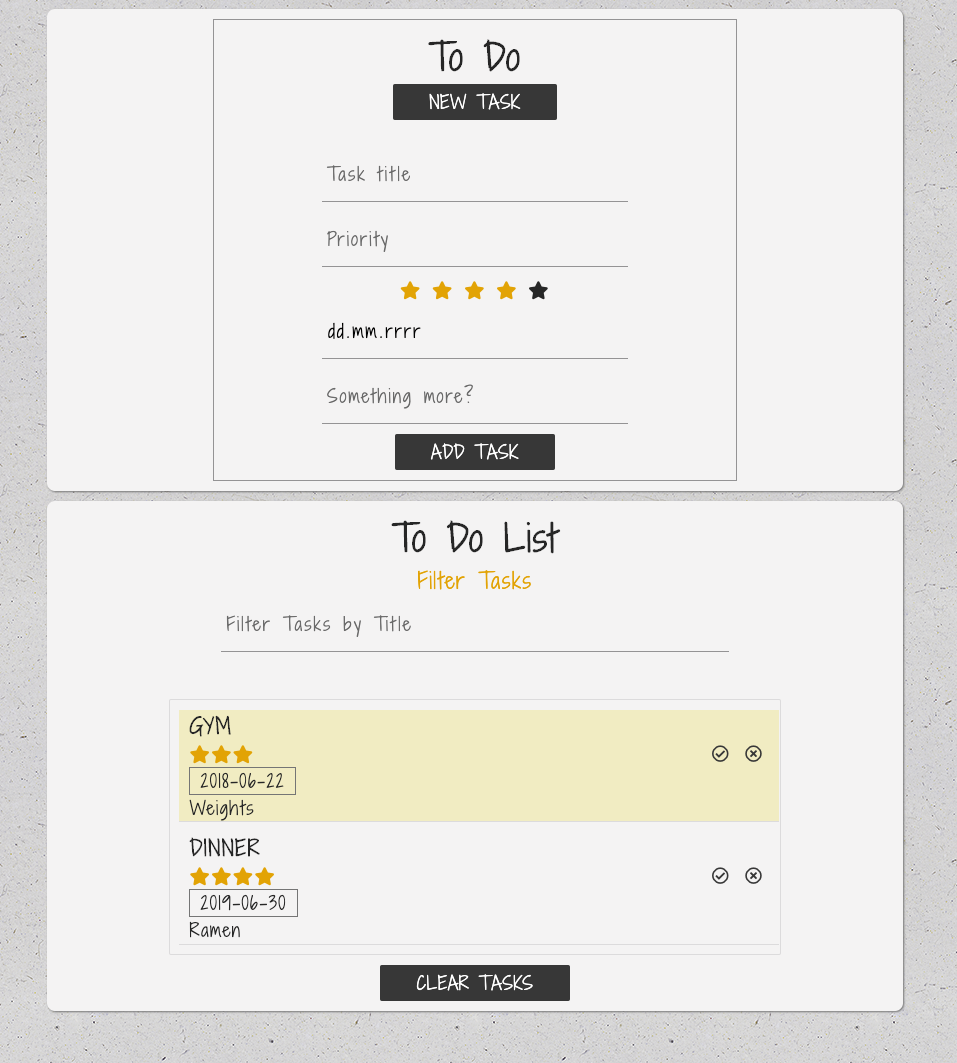 To Do
NEW TASK
Task title
Priority
dd.mm.rrrr
Something more?
ADD TASK
To Do List
Filter Tasks
Filter Tasks by Title
GYM
2018-06-22
Weights
DINNER
2019-06-30
Ramen
CLEAR TASKS